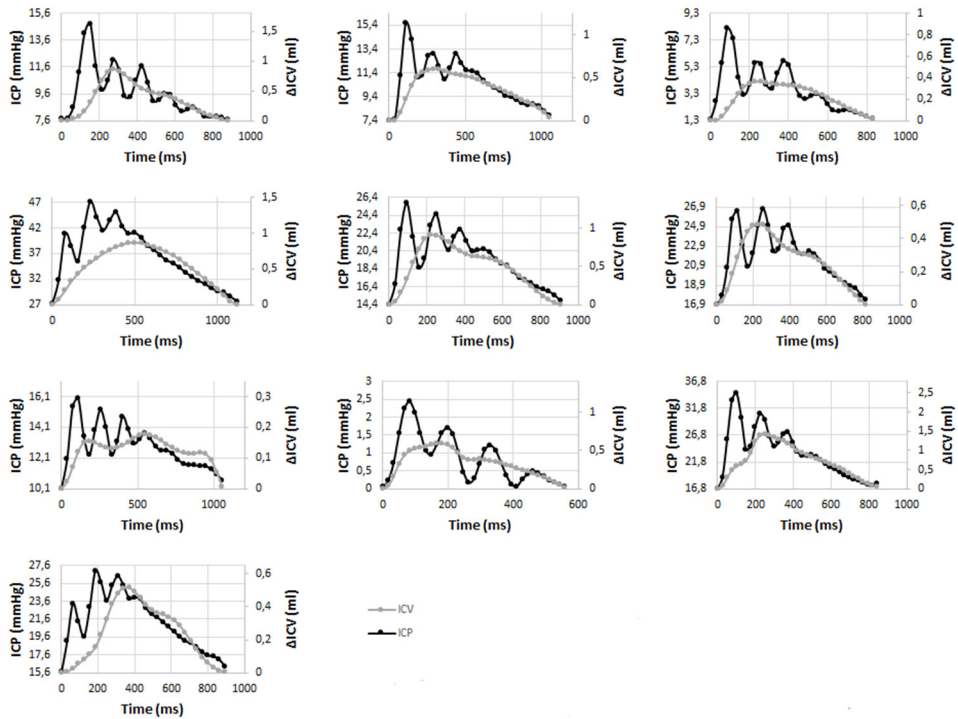 15,6
13,6
11,6
9,6
7,6
ICP (mmHg)
1,5
1
0,5
0
ΔICV (ml)
0 200 400 600 800 1000
Time (ms)
15,4
13,4
11,4
9,4
7,4
ICP (mmHg)
1
0,5
0
ΔICV (ml)
0 500 1000
Time (ms)
9,3
7,3
5,3
3,3
1,3
ICP (mmHg)
1
0,8
0,6
0,4
0,2
0
ΔICV (ml)
0 200 400 600 800 1000
Time (ms)
47
42
37
32
27
ICP (mmHg)
1,5
1
0,5
0
ΔICV (ml)
0 500 1000
Time (ms)
26,4
24,4
22,4
20,4
18,4
16,4
14,4
ICP (mmHg)
1
0,5
0
ΔICV (ml)
0 200 400 600 800 1000
Time (ms)
26,9
24,9
22,9
20,9
18,9
16,9
ICP (mmHg)
0,6
0,4
0,2
0
ΔICV (ml)
0 200 400 600 800 1000
Time (ms)
16,1
14,1
12,1
10,1
ICP (mmHg)
0,3
0,2
0,1
0
ΔICV (ml)
0 500 1000
Time (ms)
3
2,5
2
1,5
1
0,5
0
ICP (mmHg)
1
0,5
0
ΔICV (ml)
0 200 400 600
Time (ms)
36,8
31,8
26,8
21,8
16,8
ICP (mmHg)
2,5
2
1,5
1
0,5
0
ΔICV (ml)
0 200 400 600 800 1000
Time (ms)
27,6
25,6
23,6
21,6
19,6
17,6
15,6
ICP (mmHg)
0,6
0,4
0,2
0
ΔICV (ml)
0 200 400 600 800 1000
Time (ms)
ICV
ICP